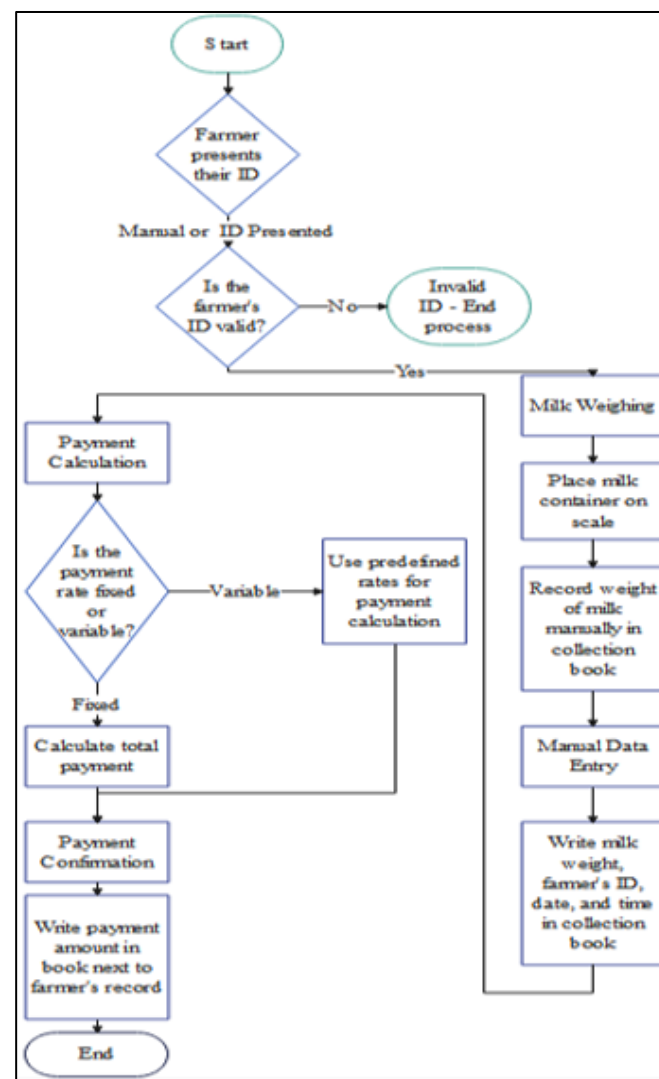 Start
Farmer
presents
their ID
Manual or ID Presented
Is the
farmer's
ID valid?
No
Invalid
ID - End
process
Yes
Milk Weighing
Place milk
container on
scale
Record weight
of milk
manually in
collection
book
Manual Data
Entry
Write milk
weight,
farmer's ID,
date, and time
in collection
book
Payment
Calculation
Is the
payment
rate fixed
or
variable?
Variable
Use predefined
rates for
payment
calculation
Fixed
Calculate total
payment
Payment
Confirmation
Write payment
amount in
book next to
farmer's record
End